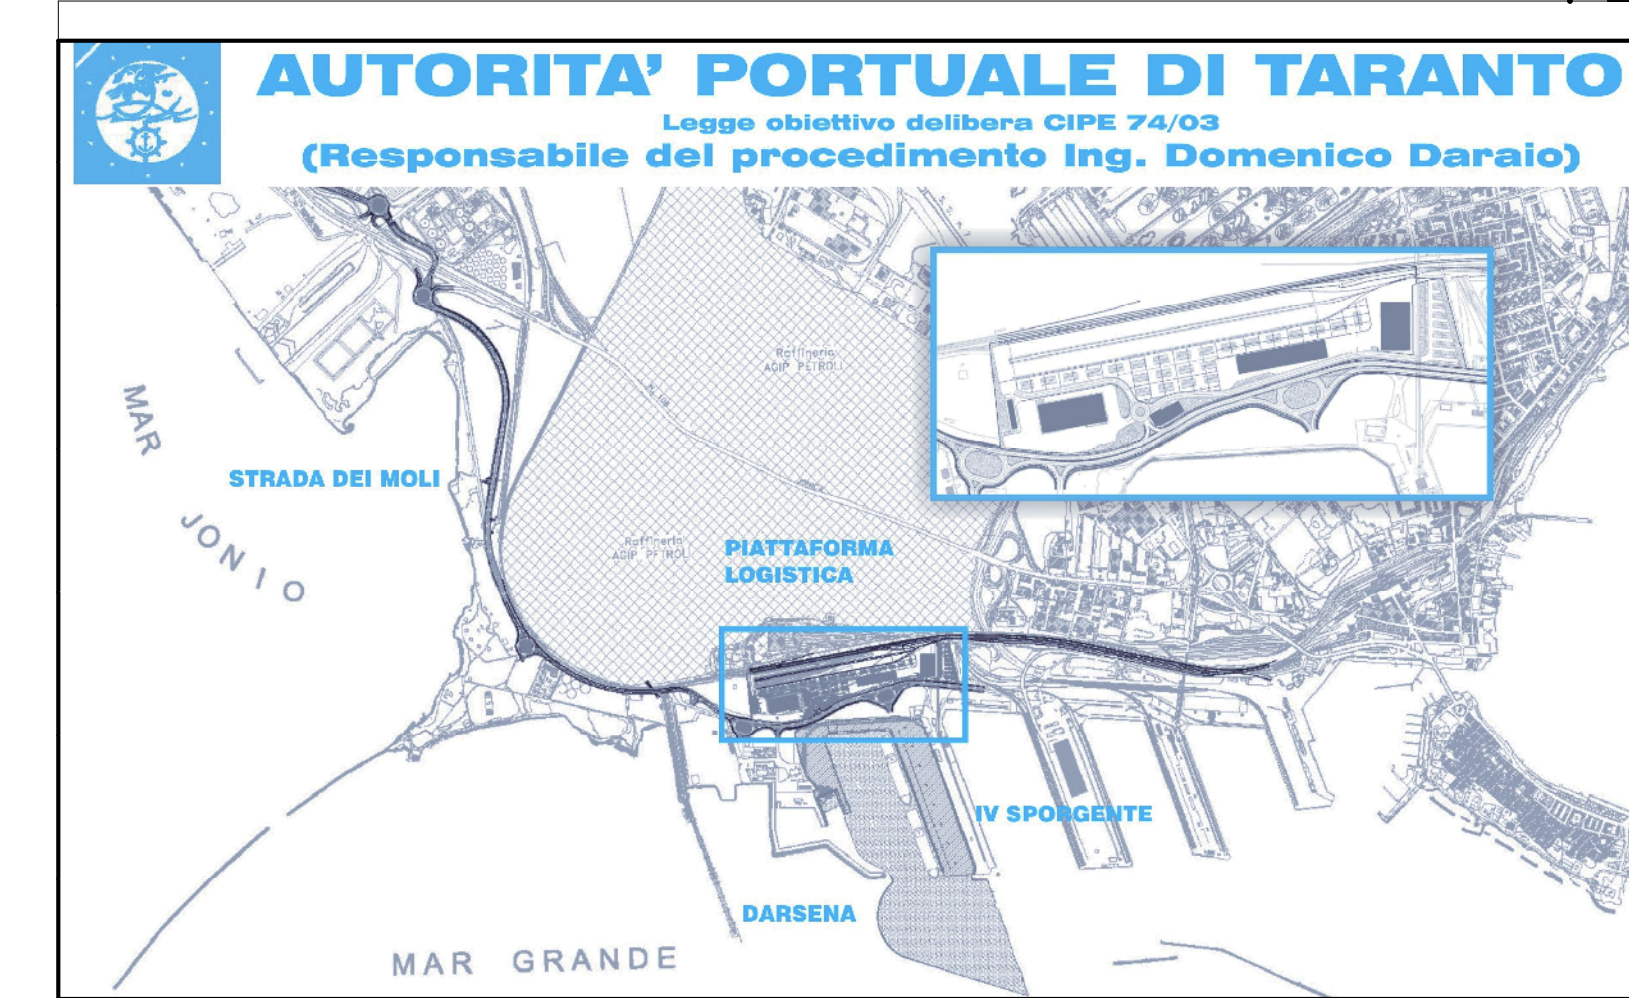 AUTORITA’ PORTUALE DI TARANTO
Legge obiettivo delibera CIPE 74/03
(Responsabile del procedimento Ing. Domenico Daraio)
Raffineria
AGIP PETROLI
MAR
JONIO
STRADA DEI MOLI
Raffineria
AGIP PETROLI
PIATTAFORMA
LOGISTICA
IV SPORGENTE
DARSENA
MAR GRANDE